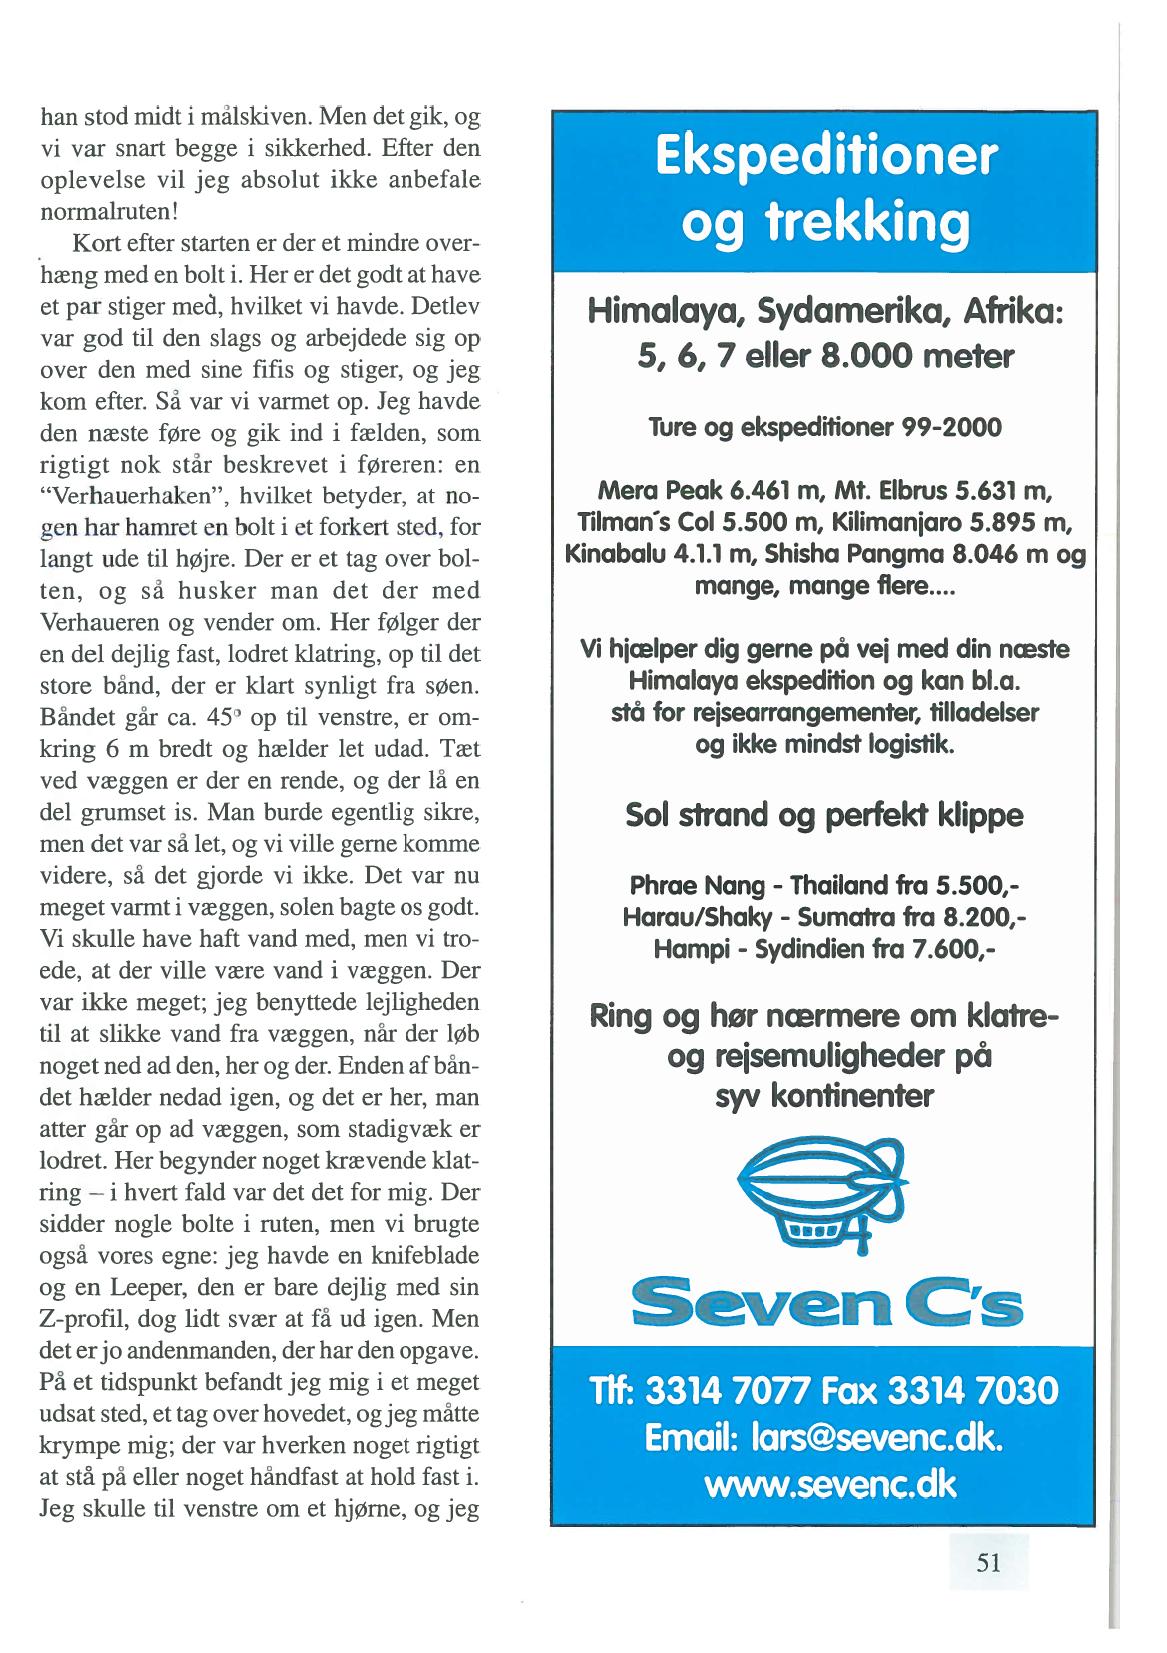 han stod midt i målskiven. Men det gik, og
vi var snart begge i sikkerhed. Efter den
oplevelse vil jeg absolut ikke anbefale
normalruten!
Kort efter starten er der et mindre over-
hæng med en bolt i. Her er det godt at have
et par stiger med, hvilket vi havde. Detlev
var god til den slags og arbejdede sig op
over den med sine fifis og stiger, og jeg
kom efter. Så var vi varmet op. Jeg havde
den næste føre og gik ind i fælden, som
rigtigt nok står beskrevet i føreren: en
“Verhauerhaken”, hvilket betyder, at no-
gen har hamret en bolt i et forkert sted, for
langt ude til højre. Der er et tag over bol-
ten, og så husker man det der med
Verhaueren og vender om. Her følger der
en del dejlig fast, lodret klatring, op til det
store bånd, der er klart synligt fra søen.
Båndet går ca. 45° op til venstre, er om-
kring 6 m bredt og hælder let udad. Tæt
ved væggen er der en rende, og der lå en
del grumset is. Man burde egentlig sikre,
men det var så let, og vi ville gerne komme
videre, så det gjorde vi ikke. Det var nu
meget varmt i væggen, solen bagte os godt.
Vi skulle have haft vand med, men vi tro-
ede, at der ville være vand i væggen. Der
var ikke meget; jeg benyttede lejligheden
til at slikke vand fra væggen, når der løb
noget ned ad den, her og der. Enden af bån-
det hælder nedad igen, og det er her, man
atter går op ad væggen, som stadigvæk er
lodret. Her begynder noget krævende klat-
ring – i hvert fald var det det for mig. Der
sidder nogle bolte i ruten, men vi brugte
også vores egne: jeg havde en knifeblade
og en Leeper, den er bare dejlig med sin
Z-profil, dog lidt svær at få ud igen. Men
det er jo andenmanden, der har den opgave.
På et tidspunkt befandt jeg mig i et meget
udsat sted, et tag over hovedet, og jeg måtte
krympe mig; der var hverken noget rigtigt
at stå på eller noget håndfast at hold fast i.
Jeg skulle til venstre om et hjørne, og jeg
Ekspeditioner
og trekking
Himalaya, Sydamerika, Afrika:
5, 6, 7 eller 8.000 meter
Ture og ekspeditioner 99-2000
Mera Peak 6.461 m, Mt. Elbrus 5.631 m,
Tilman´s Col 5.500 m, Kilimanjaro 5.895 m,
Kinabalu 4.1.1 m, Shisha Pangma 8.046 m og
mange, mange flere....
Vi hjælper dig gerne på vej med din næste
Himalaya ekspedition og kan bl.a.
stå for rejsearrangementer, tilladelser
og ikke mindst logistik.
Sol strand og perfekt klippe
Phrae Nang - Thailand fra 5.500,-
Harau/Shaky - Sumatra fra 8.200,-
Hampi - Sydindien fra 7.600,-
Ring og hør nærmere om klatre-
og rejsemuligheder på
syv kontinenter
Seven C's
Tlf: 3314 7077 Fax 3314 7030
Email: lars@sevenc.dk.
www.sevenc.dk
51